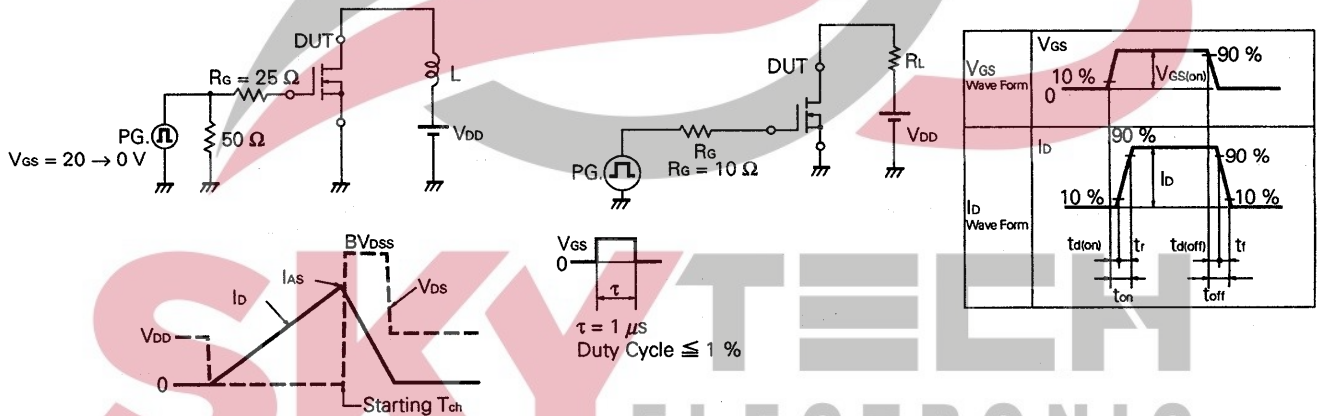 DUT
RG = 25 Ω
L
PG.
50 Ω
VDD
VGS = 20 → 0 V
DUT
RL
VDD
RG
PG.
RG = 10 Ω
VGS
Wave Form
VGS
10 %
0
VGS(on)
90 %
ID
Wave Form
ID
90 %
90 %
10 %
ID
10 %
td(on)
tr
td(off)
tf
ton
toff
BVDSS
IAS
ID
VDS
VDD
0
Starting Tch
VGS
0
τ
τ = 1 μs
Duty Cycle ≦ 1 %
SKYTECH
ELECTRONIC